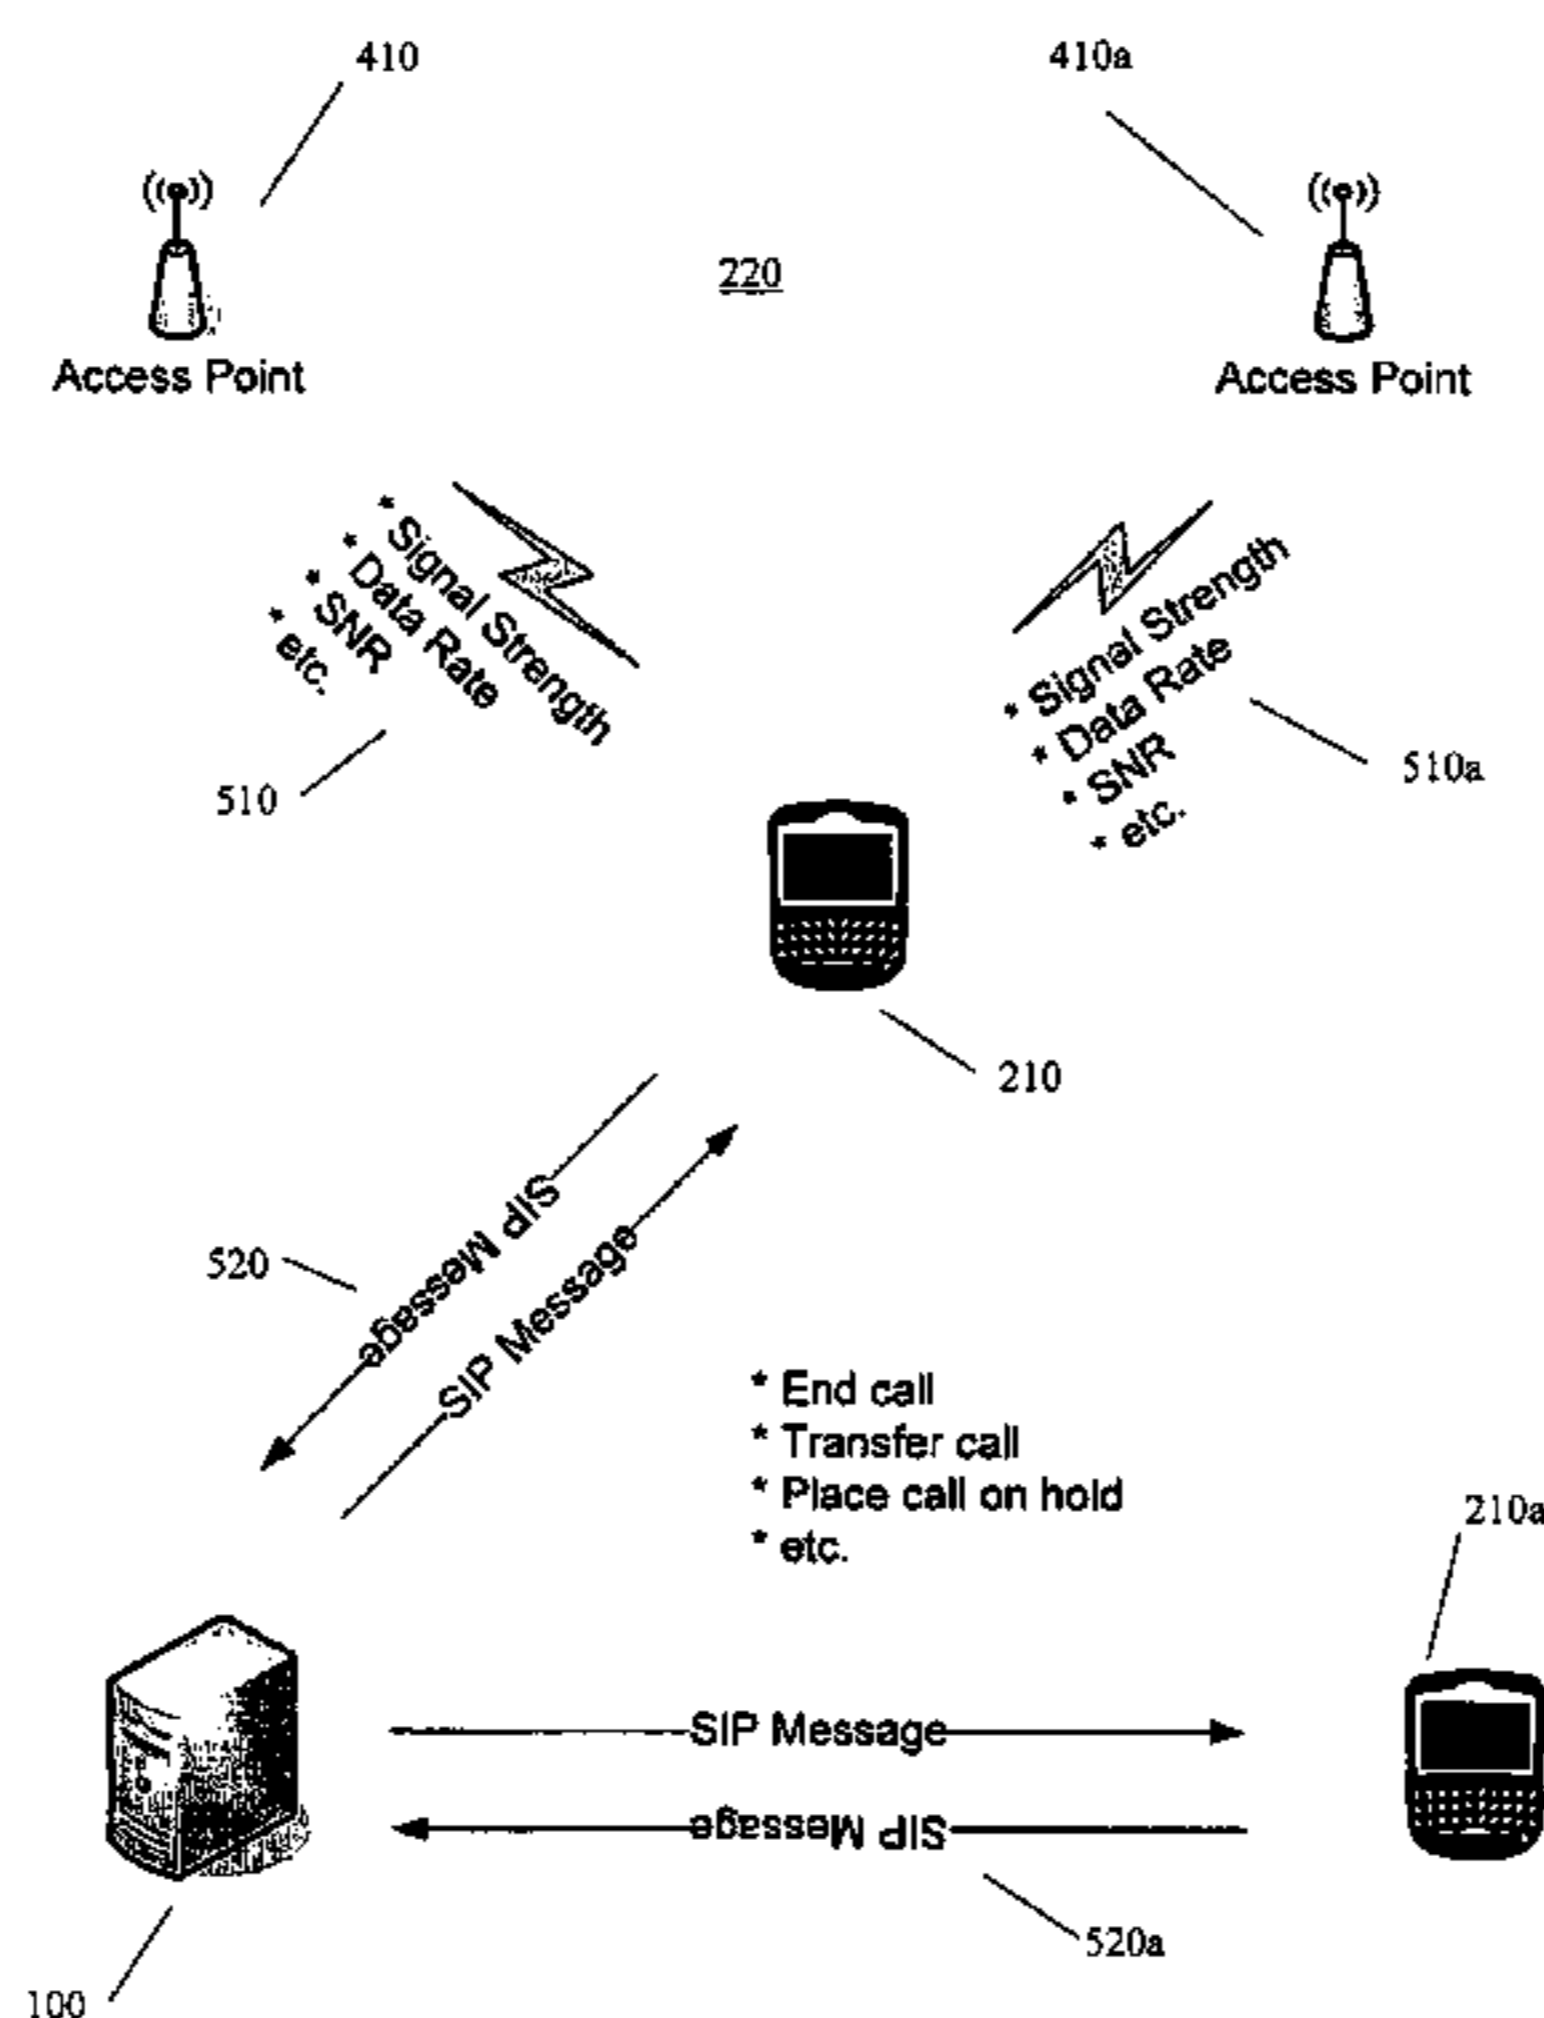 410
410a
220
Access Point
Access Point
* Signal Strength
* Data Rate
* SNR
* etc.
* Signal Strength
* Data Rate
* SNR
* etc.
510
510a
210
SIP Message
SIP Message
520
* End call
* Transfer call
* Place call on hold
* etc.
210a
SIP Message
SIP Message
520a
100